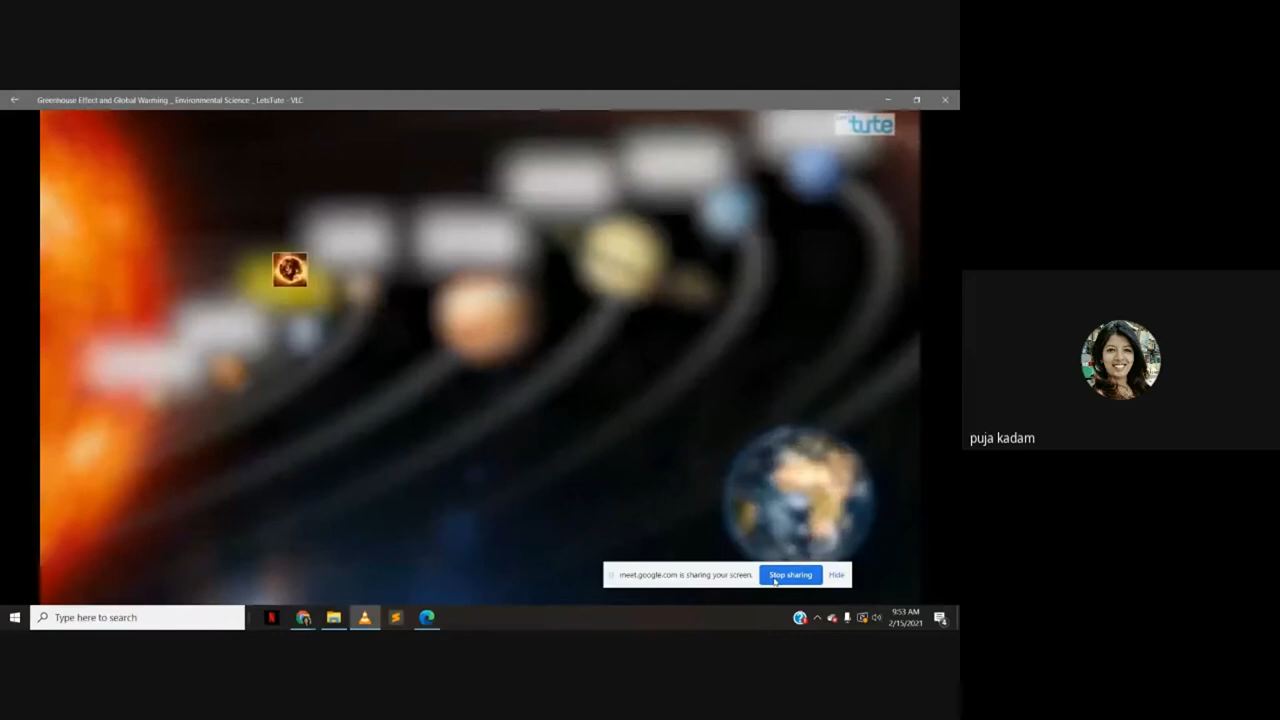 Greenhouse Effect and Global Warming _ Environmental Science _ LetsTute - VLC
tute
puja kadam
meet.google.com is sharing your screen.
Stop sharing
Hide
Type here to search
9:53 AM
2/15/2021